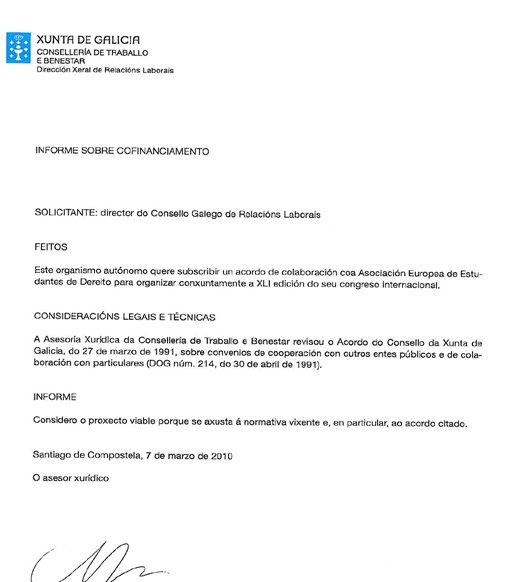 XUNTA DE GALICIA
CONSELLERÍA DE TRABALLO
E BENESTAR
Dirección Xeral de Relacións Laborais
INFORME SOBRE COFINANCIAMENTO
SOLICITANTE: director do Consello Galego de Relacións Laborais
FEITOS
Este organismo autónomo quere subscribir un acordo de colaboración coa Asociación Europea de Estu-
dantes de Dereito para organizar conxuntamente a XLI edición do seu congreso internacional.
CONSIDERACIÓNS LEGAIS E TÉCNICAS
A Asesoría Xurídica da Consellería de Traballo e Benestar revisou o Acordo do Consello da Xunta de
Galicia, do 27 de marzo de 1991, sobre convenios de cooperación con outros entes públicos e de cola-
boración con particulares (DOG núm. 214, do 30 de abril de 1991).
INFORME
Considero o proxecto viable porque se axusta á normativa vixente e, en particular, ao acordo citado.
Santiago de Compostela, 7 de marzo de 2010
O asesor xurídico